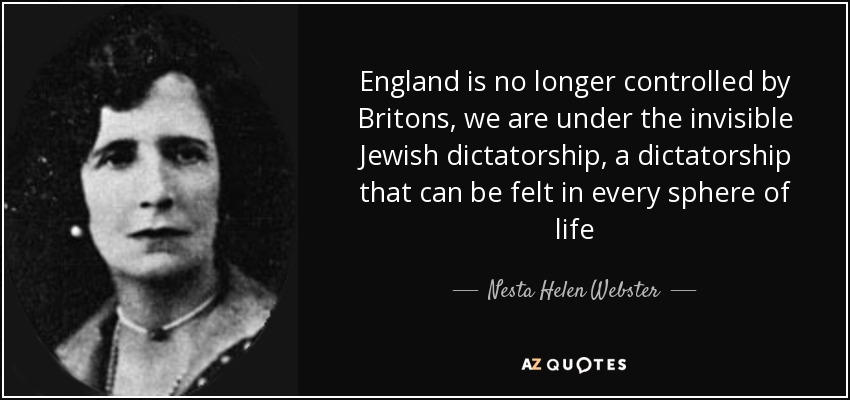 England is no longer controlled by
Britons, we are under the invisible
Jewish dictatorship, a dictatorship
that can be felt in every sphere of
life
Nesta Helen Webster
AZ QUOTES